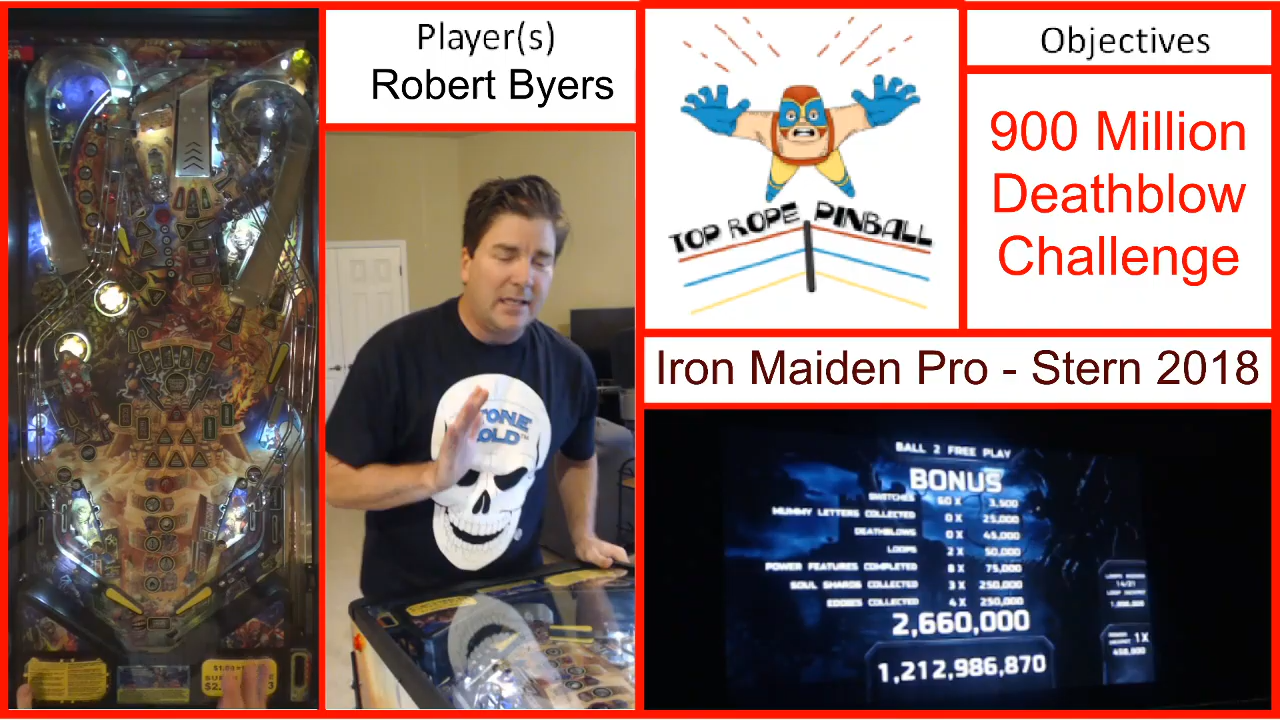 Player(s)
Robert Byers
TOP ROPE PINBALL
Objectives
900 Million
Deathblow
Challenge
Iron Maiden Pro - Stern 2018
STONE
COLD™
BALL 2 FREE PLAY
BONUS
SWITCHES 60 X 3,500
MUMMY LETTERS COLLECTED 0 X 25,000
DEATHBLOWS 0 X 45,000
LOOPS 2 X 50,000
POWER FEATURES COMPLETED 8 X 75,000
SOUL SHARDS COLLECTED 3 X 250,000
EDDIES COLLECTED 4 X 250,000
2,660,000
1,212,986,870
1X